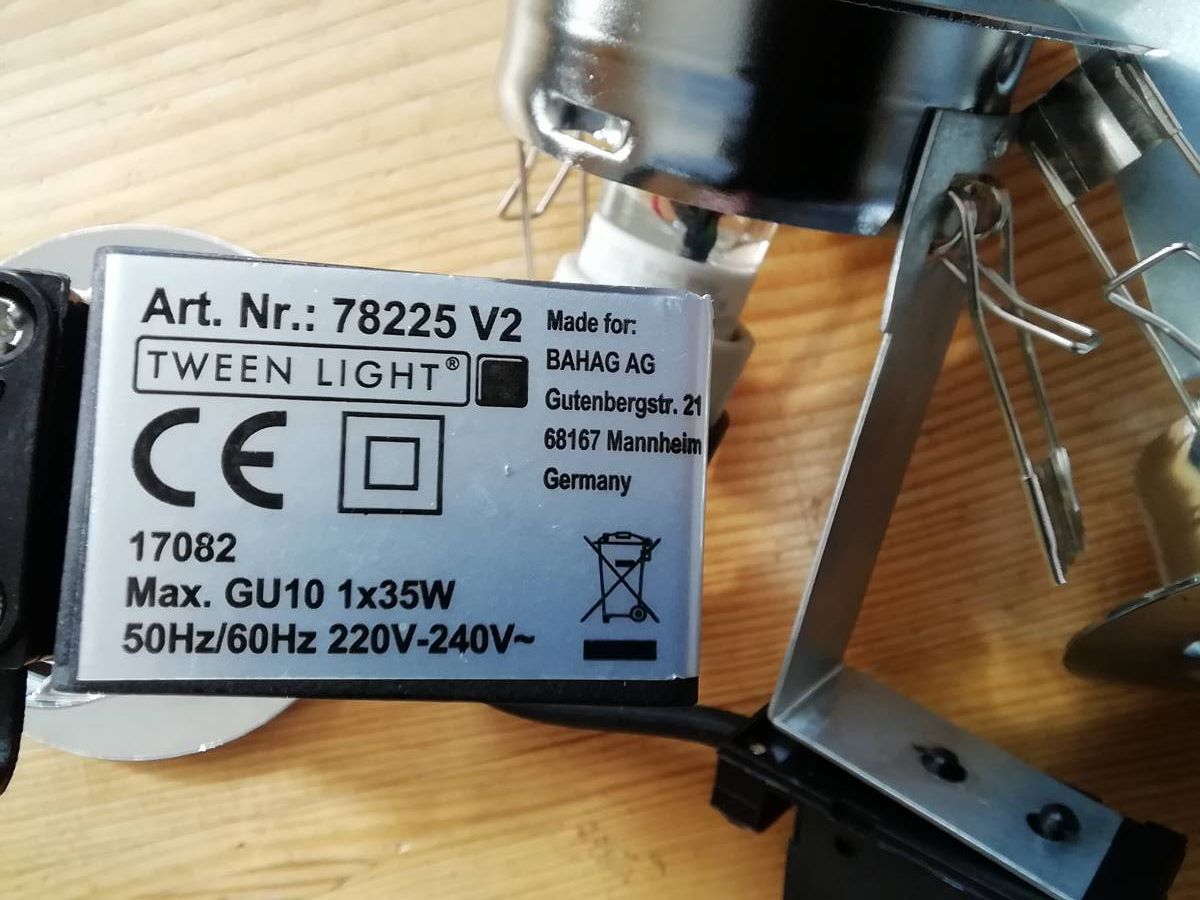 Art. Nr.: 78225 V2
TWEEN LIGHT®
CE
17082
Max. GU10 1x35W
50Hz/60Hz 220V-240V~
Made for:
BAHAG AG
Gutenbergstr. 21
68167 Mannheim
Germany